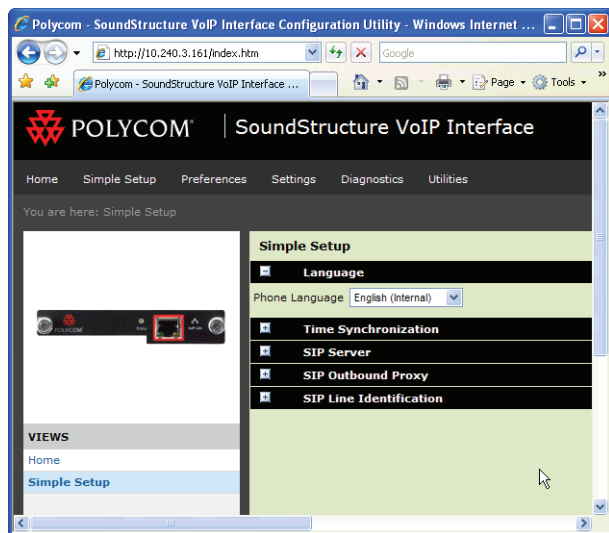 Polycom - SoundStructure VoIP Interface Configuration Utility - Windows Internet ...
http://10.240.3.161/index.htm
Google
Polycom - SoundStructure VoIP Interface ...
Page
Tools
»
POLYCOM® | SoundStructure VoIP Interface
Home Simple Setup Preferences Settings Diagnostics Utilities
You are here: Simple Setup
Simple Setup
Language
Phone Language English (Internal)
POLYCOM
Time Synchronization
SIP Server
SIP Outbound Proxy
SIP Line Identification
VIEWS
Home
Simple Setup